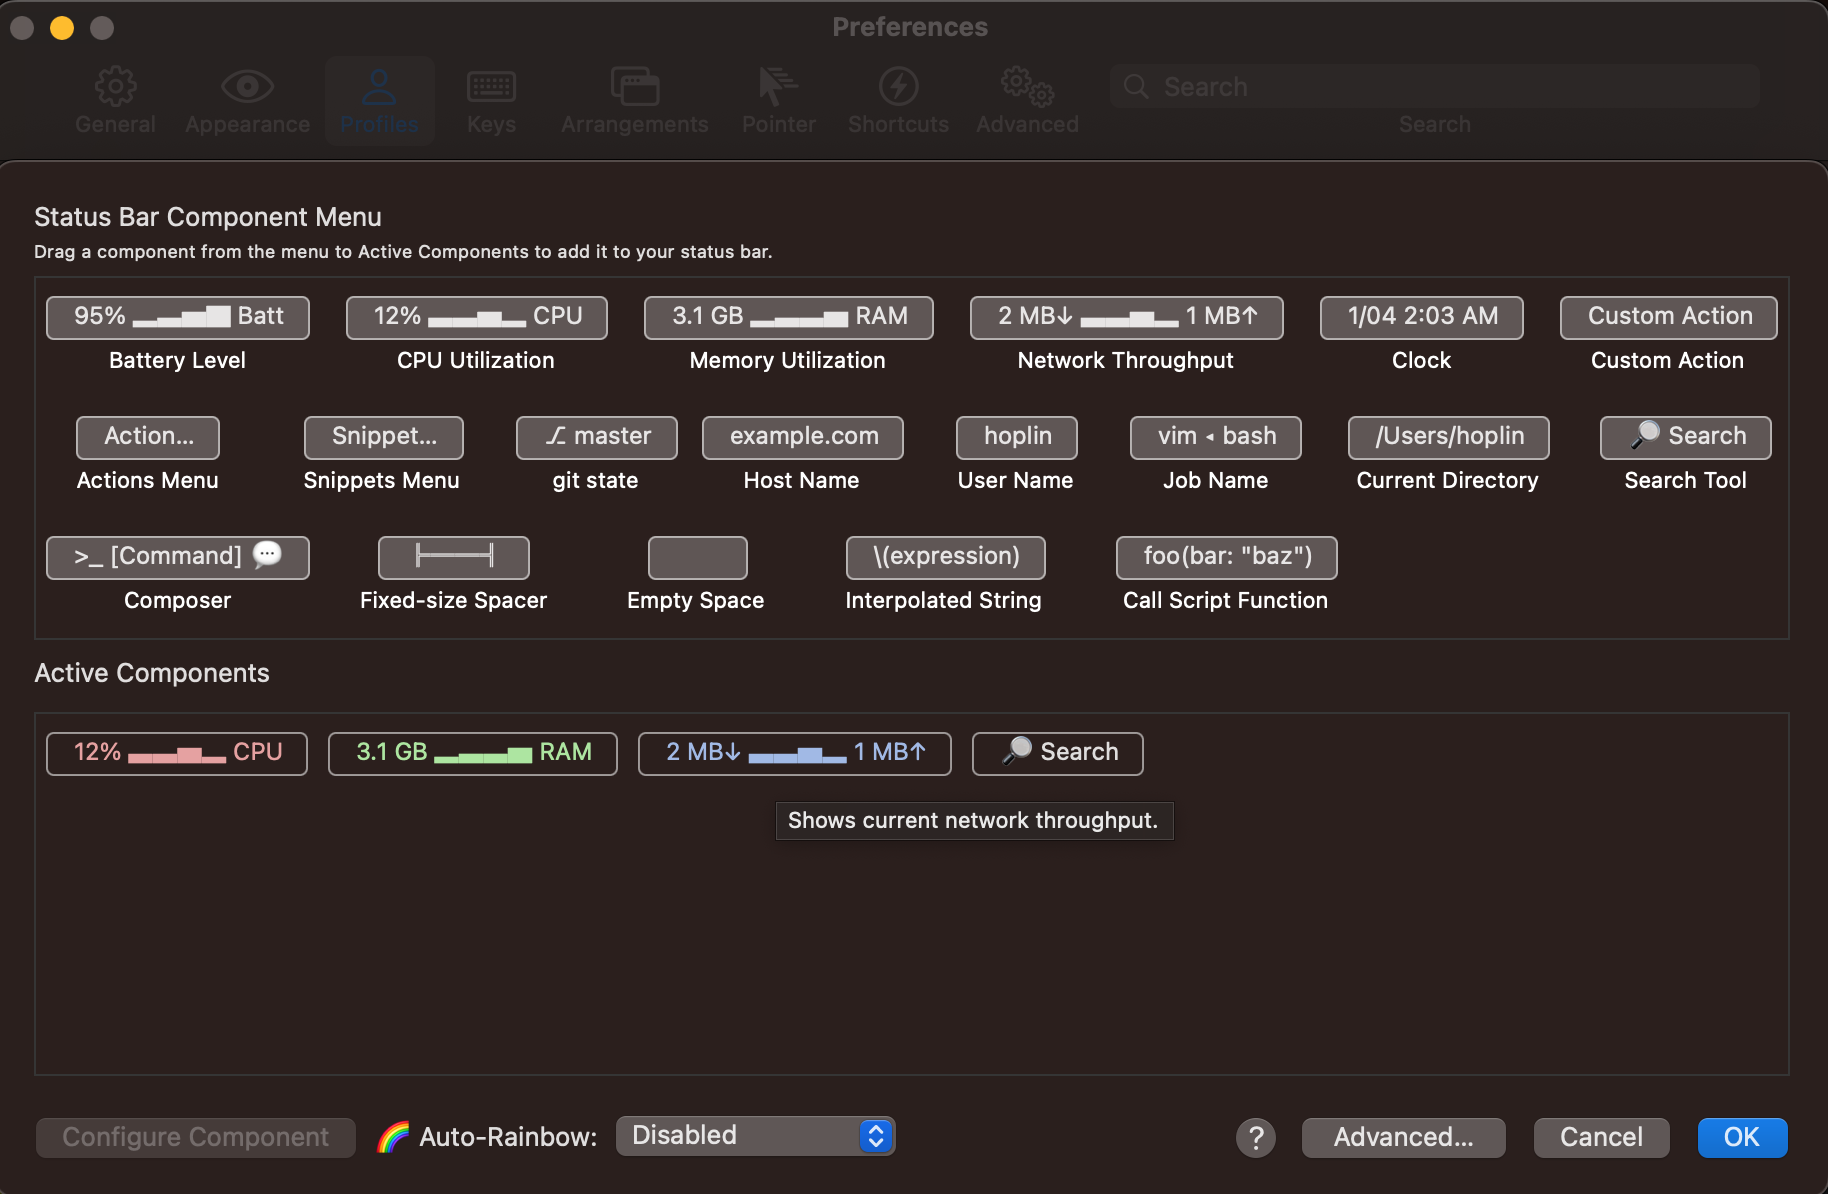 Preferences
General Appearance Profiles Keys Arrangements Pointer Shortcuts Advanced Search
Search
Status Bar Component Menu
Drag a component from the menu to Active Components to add it to your status bar.
95% Batt 12% CPU 3.1 GB RAM 2 MB↓ 1 MB↑ 1/04 2:03 AM Custom Action
Battery Level CPU Utilization Memory Utilization Network Throughput Clock Custom Action
Action... Snippet... master example.com hoplin vim ◂ bash /Users/hoplin Search
Actions Menu Snippets Menu git state Host Name User Name Job Name Current Directory Search Tool
>_ [Command] \(expression) foo(bar: "baz")
Composer Fixed-size Spacer Empty Space Interpolated String Call Script Function
Active Components
12% CPU 3.1 GB RAM 2 MB↓ 1 MB↑ Search
Shows current network throughput.
Configure Component Auto-Rainbow: Disabled ? Advanced... Cancel OK